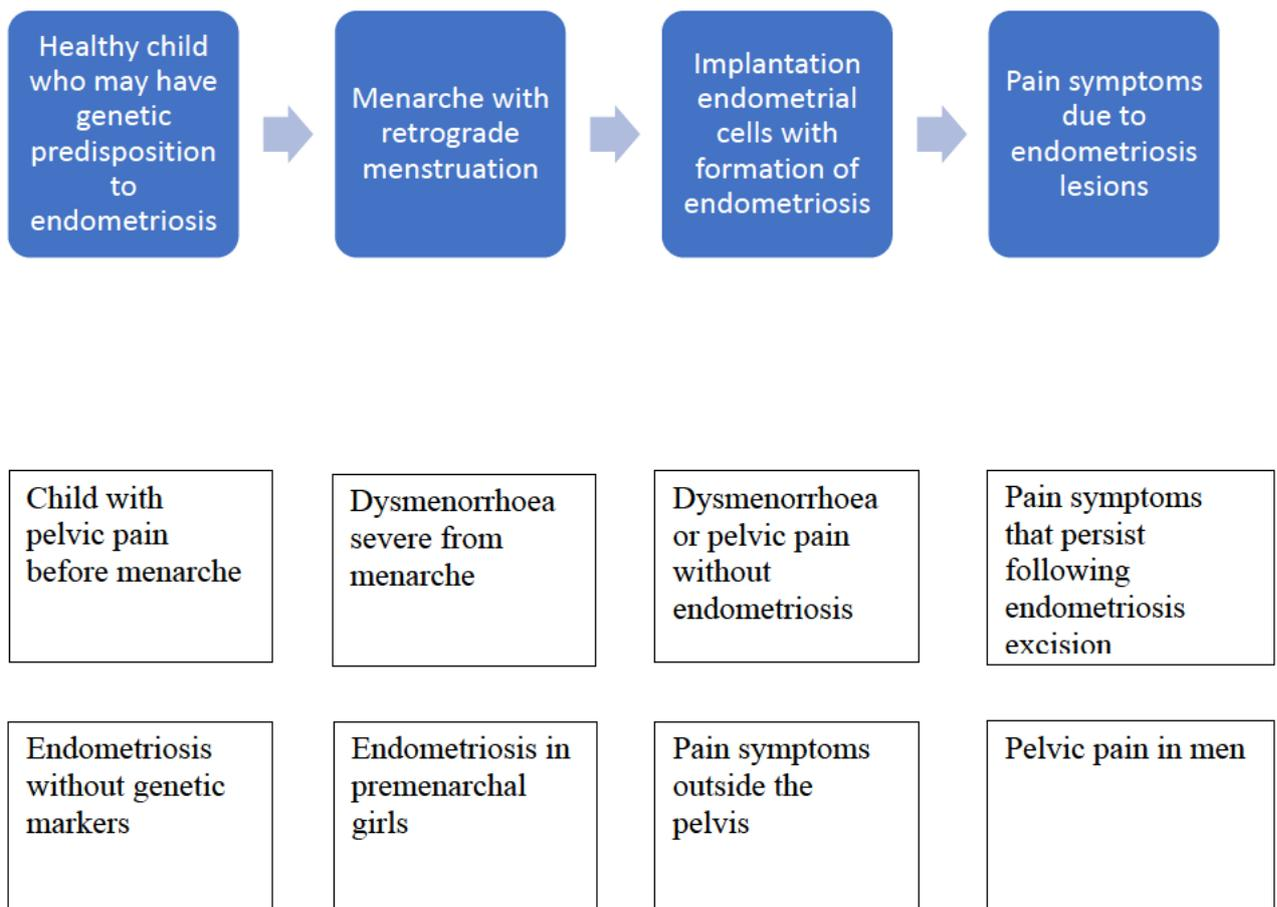 Healthy child
who may have
genetic
predisposition
to
endometriosis
Menarche with
retrograde
menstruation
Implantation
endometrial
cells with
formation of
endometriosis
Pain symptoms
due to
endometriosis
lesions
Child with
pelvic pain
before menarche
Dysmenorrhoea
severe from
menarche
Dysmenorrhoea
or pelvic pain
without
endometriosis
Pain symptoms
that persist
following
endometriosis
excision
Endometriosis
without genetic
markers
Endometriosis in
premenarchal
girls
Pain symptoms
outside the
pelvis
Pelvic pain in men